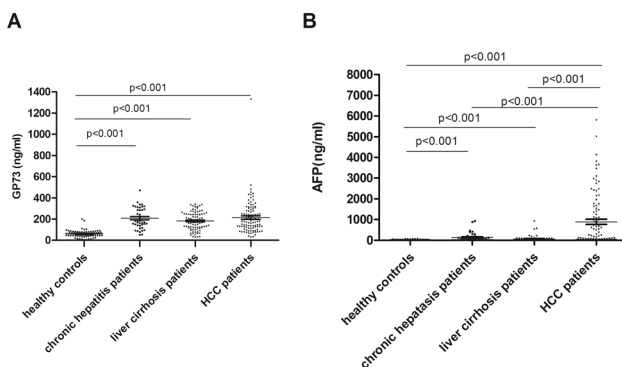 A
GP73 (ng/ml)
1400
1200
1000
800
600
400
200
0
p<0.001
p<0.001
p<0.001
healthy controls
chronic hepatitis patients
liver cirrhosis patients
HCC patients
B
AFP(ng/ml)
8000
7000
6000
5000
4000
3000
2000
1000
0
p<0.001
p<0.001
p<0.001
p<0.001
p<0.001
healthy controls
chronic hepatasis patients
liver cirrhosis patients
HCC patients